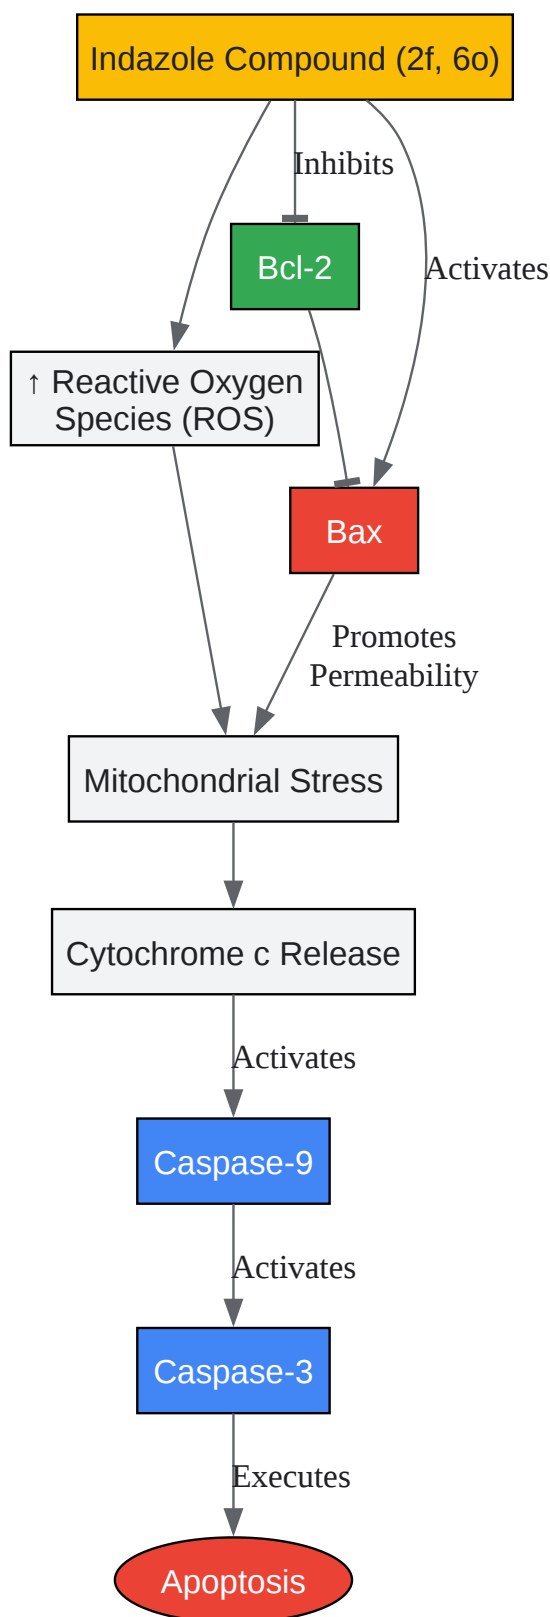 Indazole Compound (2f, 6o)
Inhibits
Bcl-2
Activates
↑ Reactive Oxygen
Species (ROS)
Bax
Promotes
Permeability
Mitochondrial Stress
Cytochrome c Release
Activates
Caspase-9
Activates
Caspase-3
Executes
Apoptosis